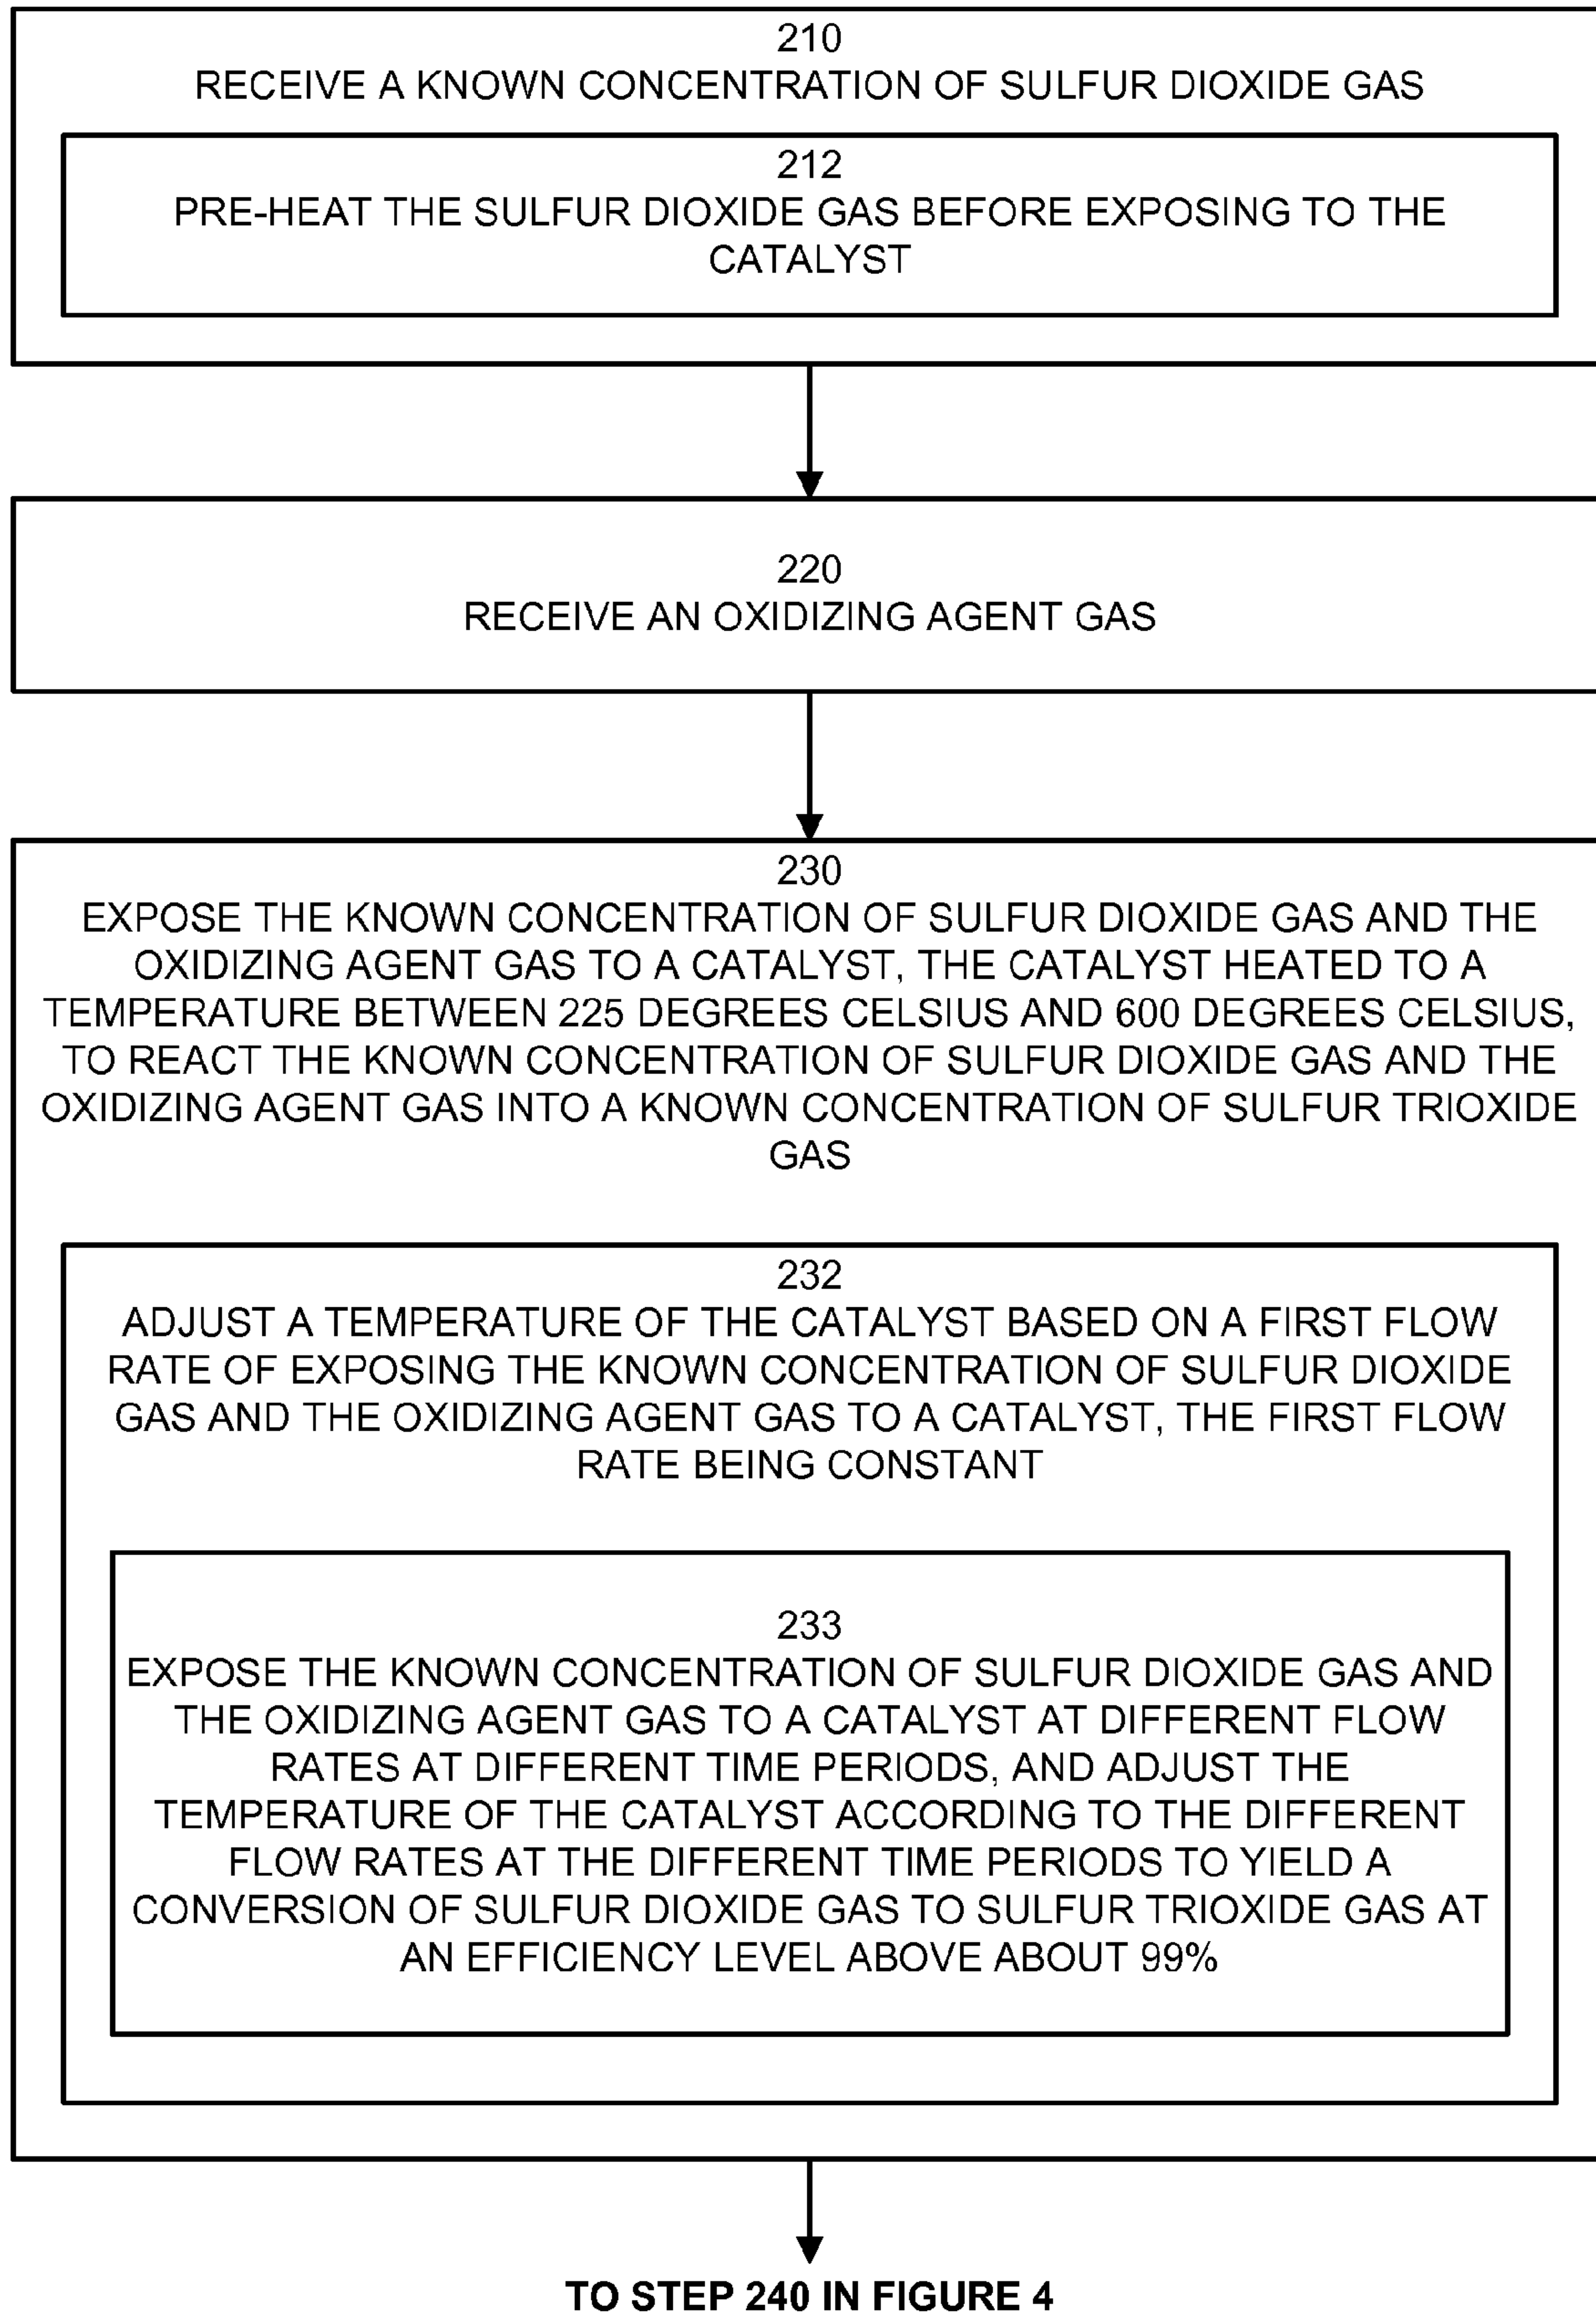 210
RECEIVE A KNOWN CONCENTRATION OF SULFUR DIOXIDE GAS
212
PRE-HEAT THE SULFUR DIOXIDE GAS BEFORE EXPOSING TO THE
CATALYST
220
RECEIVE AN OXIDIZING AGENT GAS
230
EXPOSE THE KNOWN CONCENTRATION OF SULFUR DIOXIDE GAS AND THE
OXIDIZING AGENT GAS TO A CATALYST, THE CATALYST HEATED TO A
TEMPERATURE BETWEEN 225 DEGREES CELSIUS AND 600 DEGREES CELSIUS,
TO REACT THE KNOWN CONCENTRATION OF SULFUR DIOXIDE GAS AND THE
OXIDIZING AGENT GAS INTO A KNOWN CONCENTRATION OF SULFUR TRIOXIDE
GAS
232
ADJUST A TEMPERATURE OF THE CATALYST BASED ON A FIRST FLOW
RATE OF EXPOSING THE KNOWN CONCENTRATION OF SULFUR DIOXIDE
GAS AND THE OXIDIZING AGENT GAS TO A CATALYST, THE FIRST FLOW
RATE BEING CONSTANT
233
EXPOSE THE KNOWN CONCENTRATION OF SULFUR DIOXIDE GAS AND
THE OXIDIZING AGENT GAS TO A CATALYST AT DIFFERENT FLOW
RATES AT DIFFERENT TIME PERIODS, AND ADJUST THE
TEMPERATURE OF THE CATALYST ACCORDING TO THE DIFFERENT
FLOW RATES AT THE DIFFERENT TIME PERIODS TO YIELD A
CONVERSION OF SULFUR DIOXIDE GAS TO SULFUR TRIOXIDE GAS AT
AN EFFICIENCY LEVEL ABOVE ABOUT 99%
TO STEP 240 IN FIGURE 4